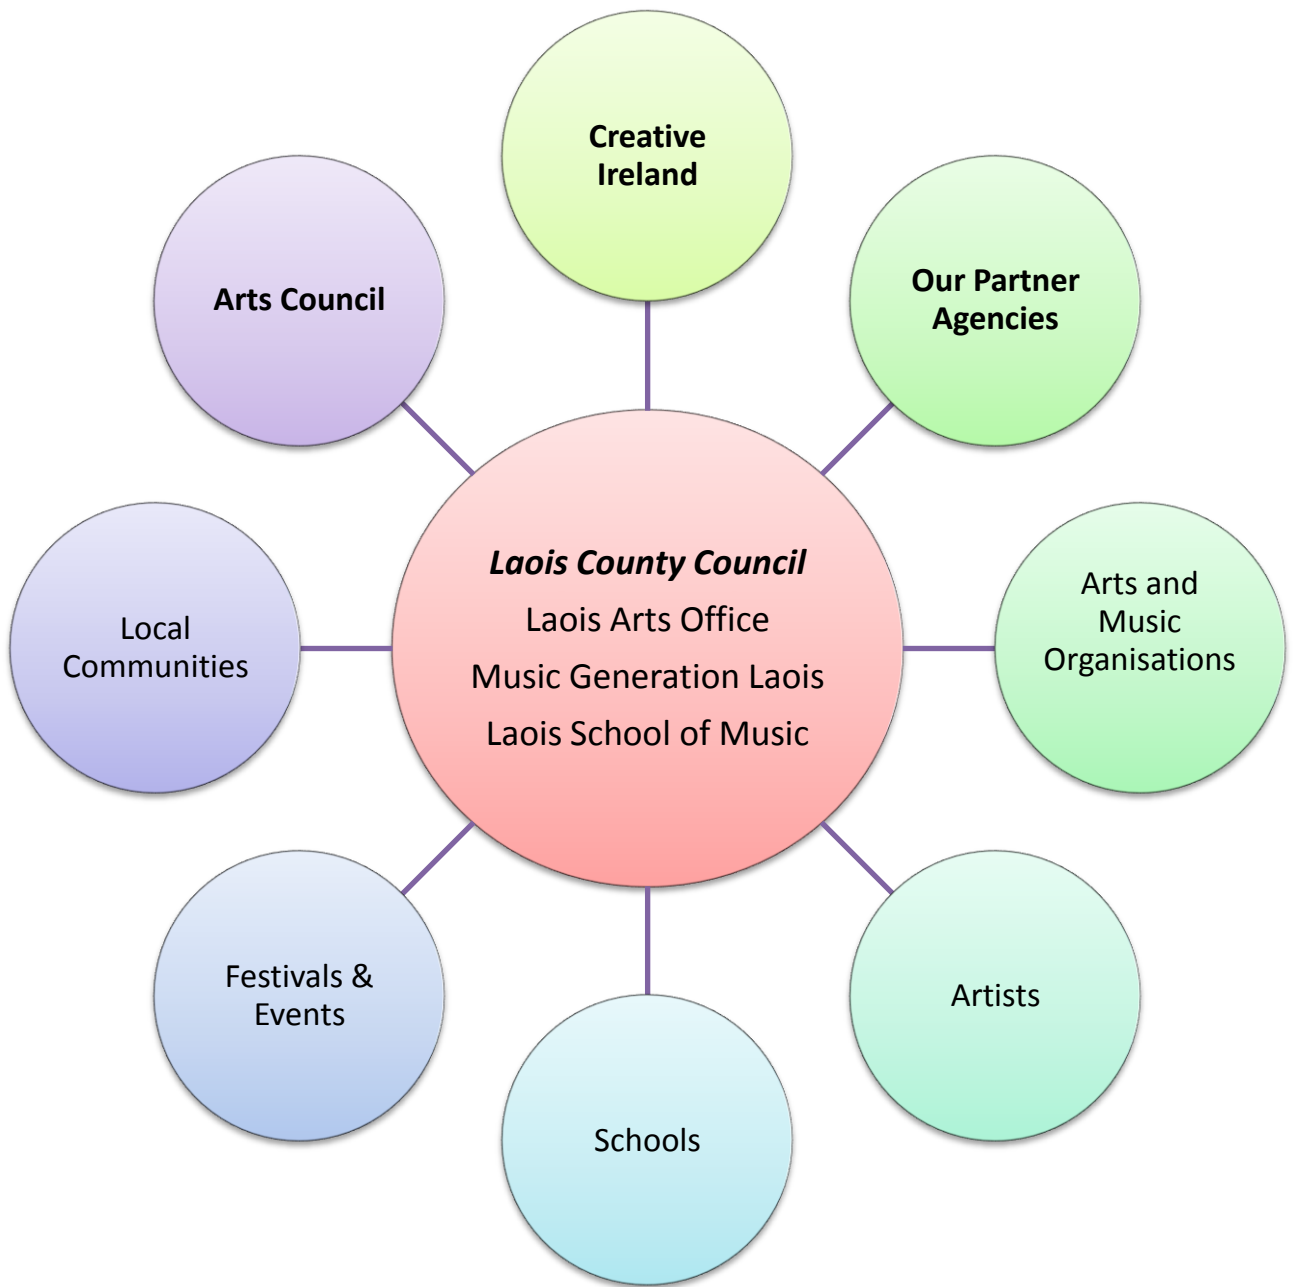 Creative
Ireland
Arts Council
Our Partner
Agencies
Laois County Council
Laois Arts Office
Music Generation Laois
Laois School of Music
Local
Communities
Arts and
Music
Organisations
Festivals &
Events
Artists
Schools